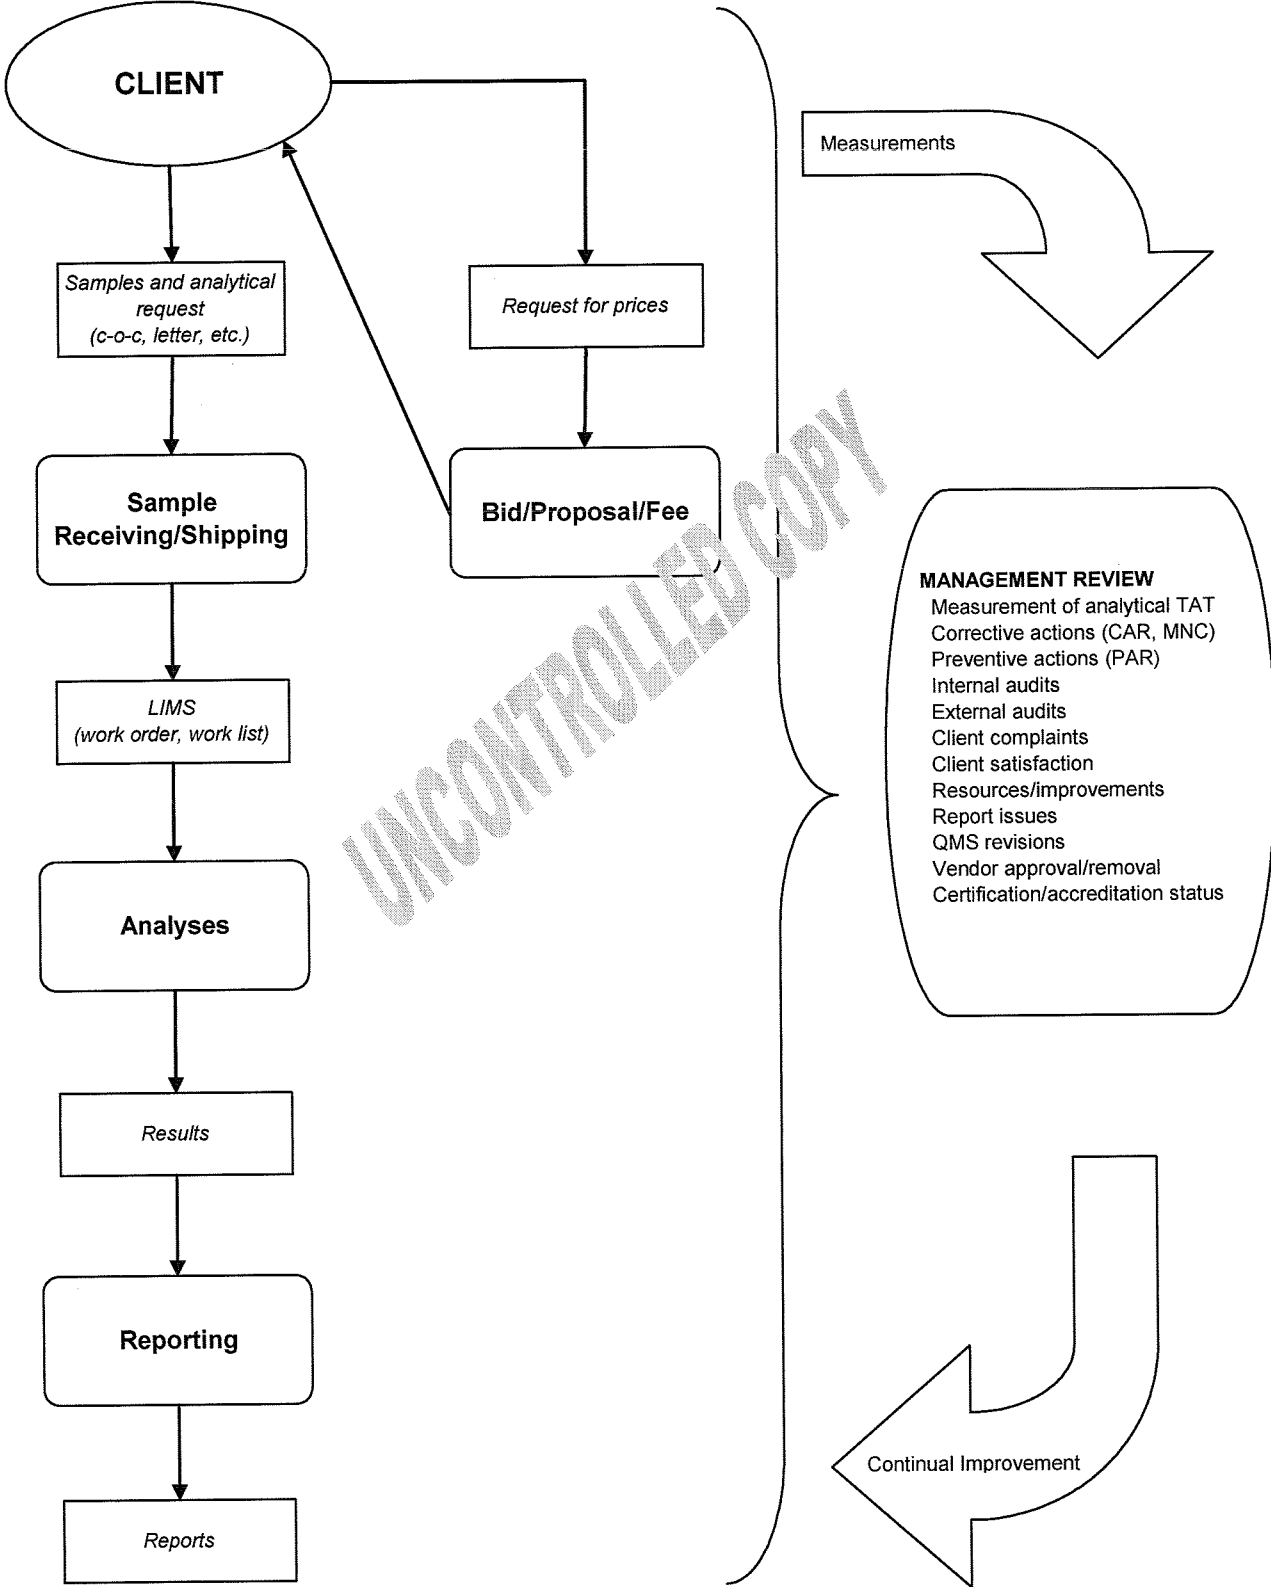 CLIENT
Measurements
Samples and analytical
request
(c-o-c, letter, etc.)
Request for prices
Sample
Receiving/Shipping
Bid/Proposal/Fee
LIMS
(work order, work list)
Analyses
Results
Reporting
Reports
UNCONTROLLED COPY
MANAGEMENT REVIEW
Measurement of analytical TAT
Corrective actions (CAR, MNC)
Preventive actions (PAR)
Internal audits
External audits
Client complaints
Client satisfaction
Resources/improvements
Report issues
QMS revisions
Vendor approval/removal
Certification/accreditation status
Continual Improvement